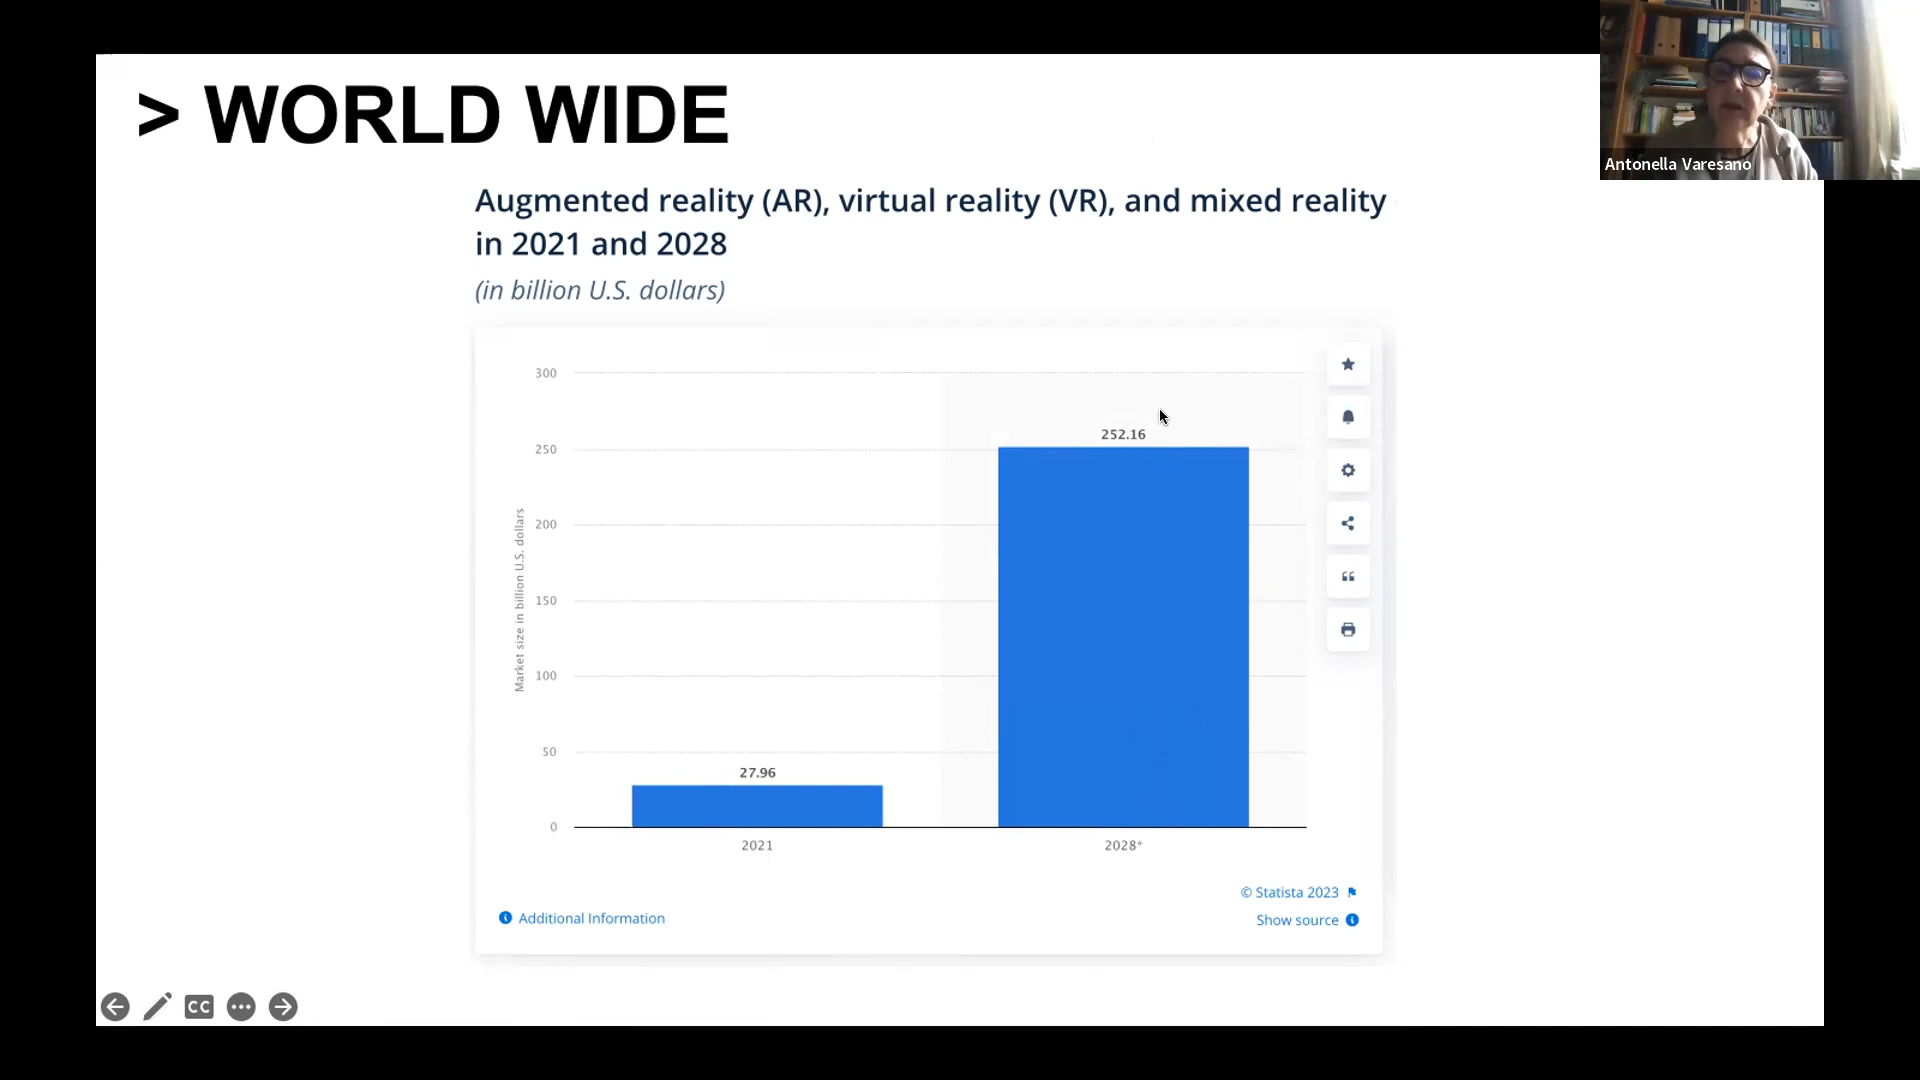 > WORLD WIDE
Antonella Varesano
Augmented reality (AR), virtual reality (VR), and mixed reality
in 2021 and 2028
(in billion U.S. dollars)
Market size in billion U.S. dollars
300
250
200
150
100
50
0
27.96
252.16
2021
2028*
© Statista 2023
Additional Information
Show source
CC